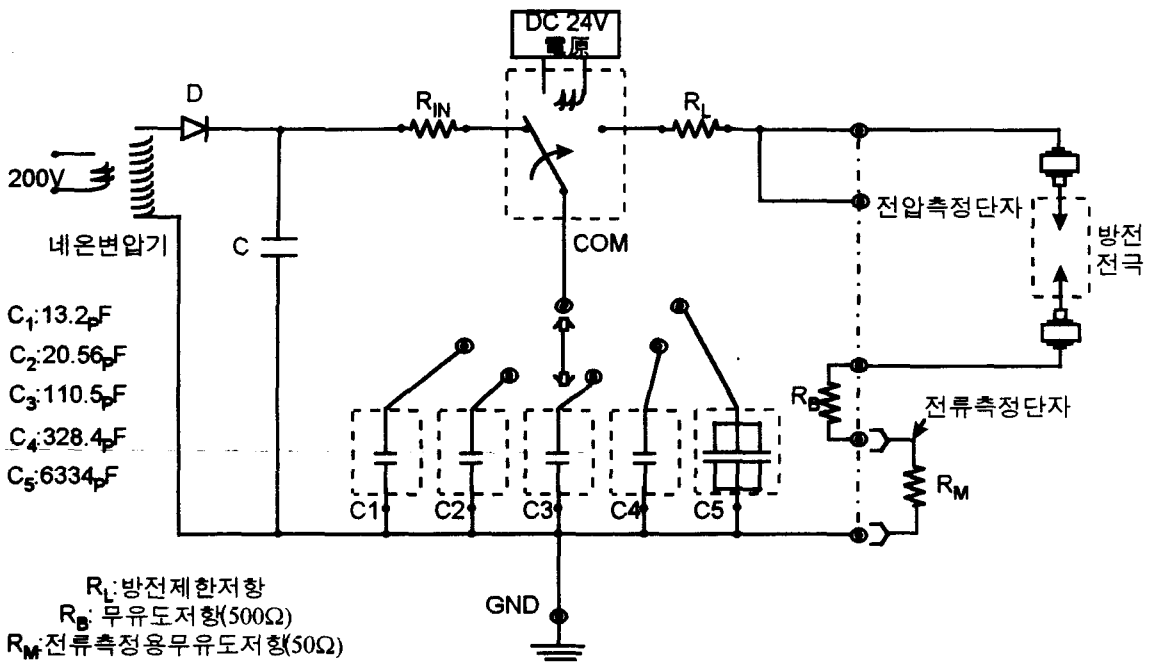 DC 24V
電原
D
R_IN
R_L
200V
네온변압기
C
COM
전압측정단자
방전
전극
C₁:13.2pF
C₂:20.56pF
C₃:110.5pF
C₄:328.4pF
C₅:6334pF
R_B
전류측정단자
R_M
C1
C2
C3
C4
C5
R_L:방전제한저항
R_B: 무유도저항(500Ω)
R_M:전류측정용무유도저항(50Ω)
GND